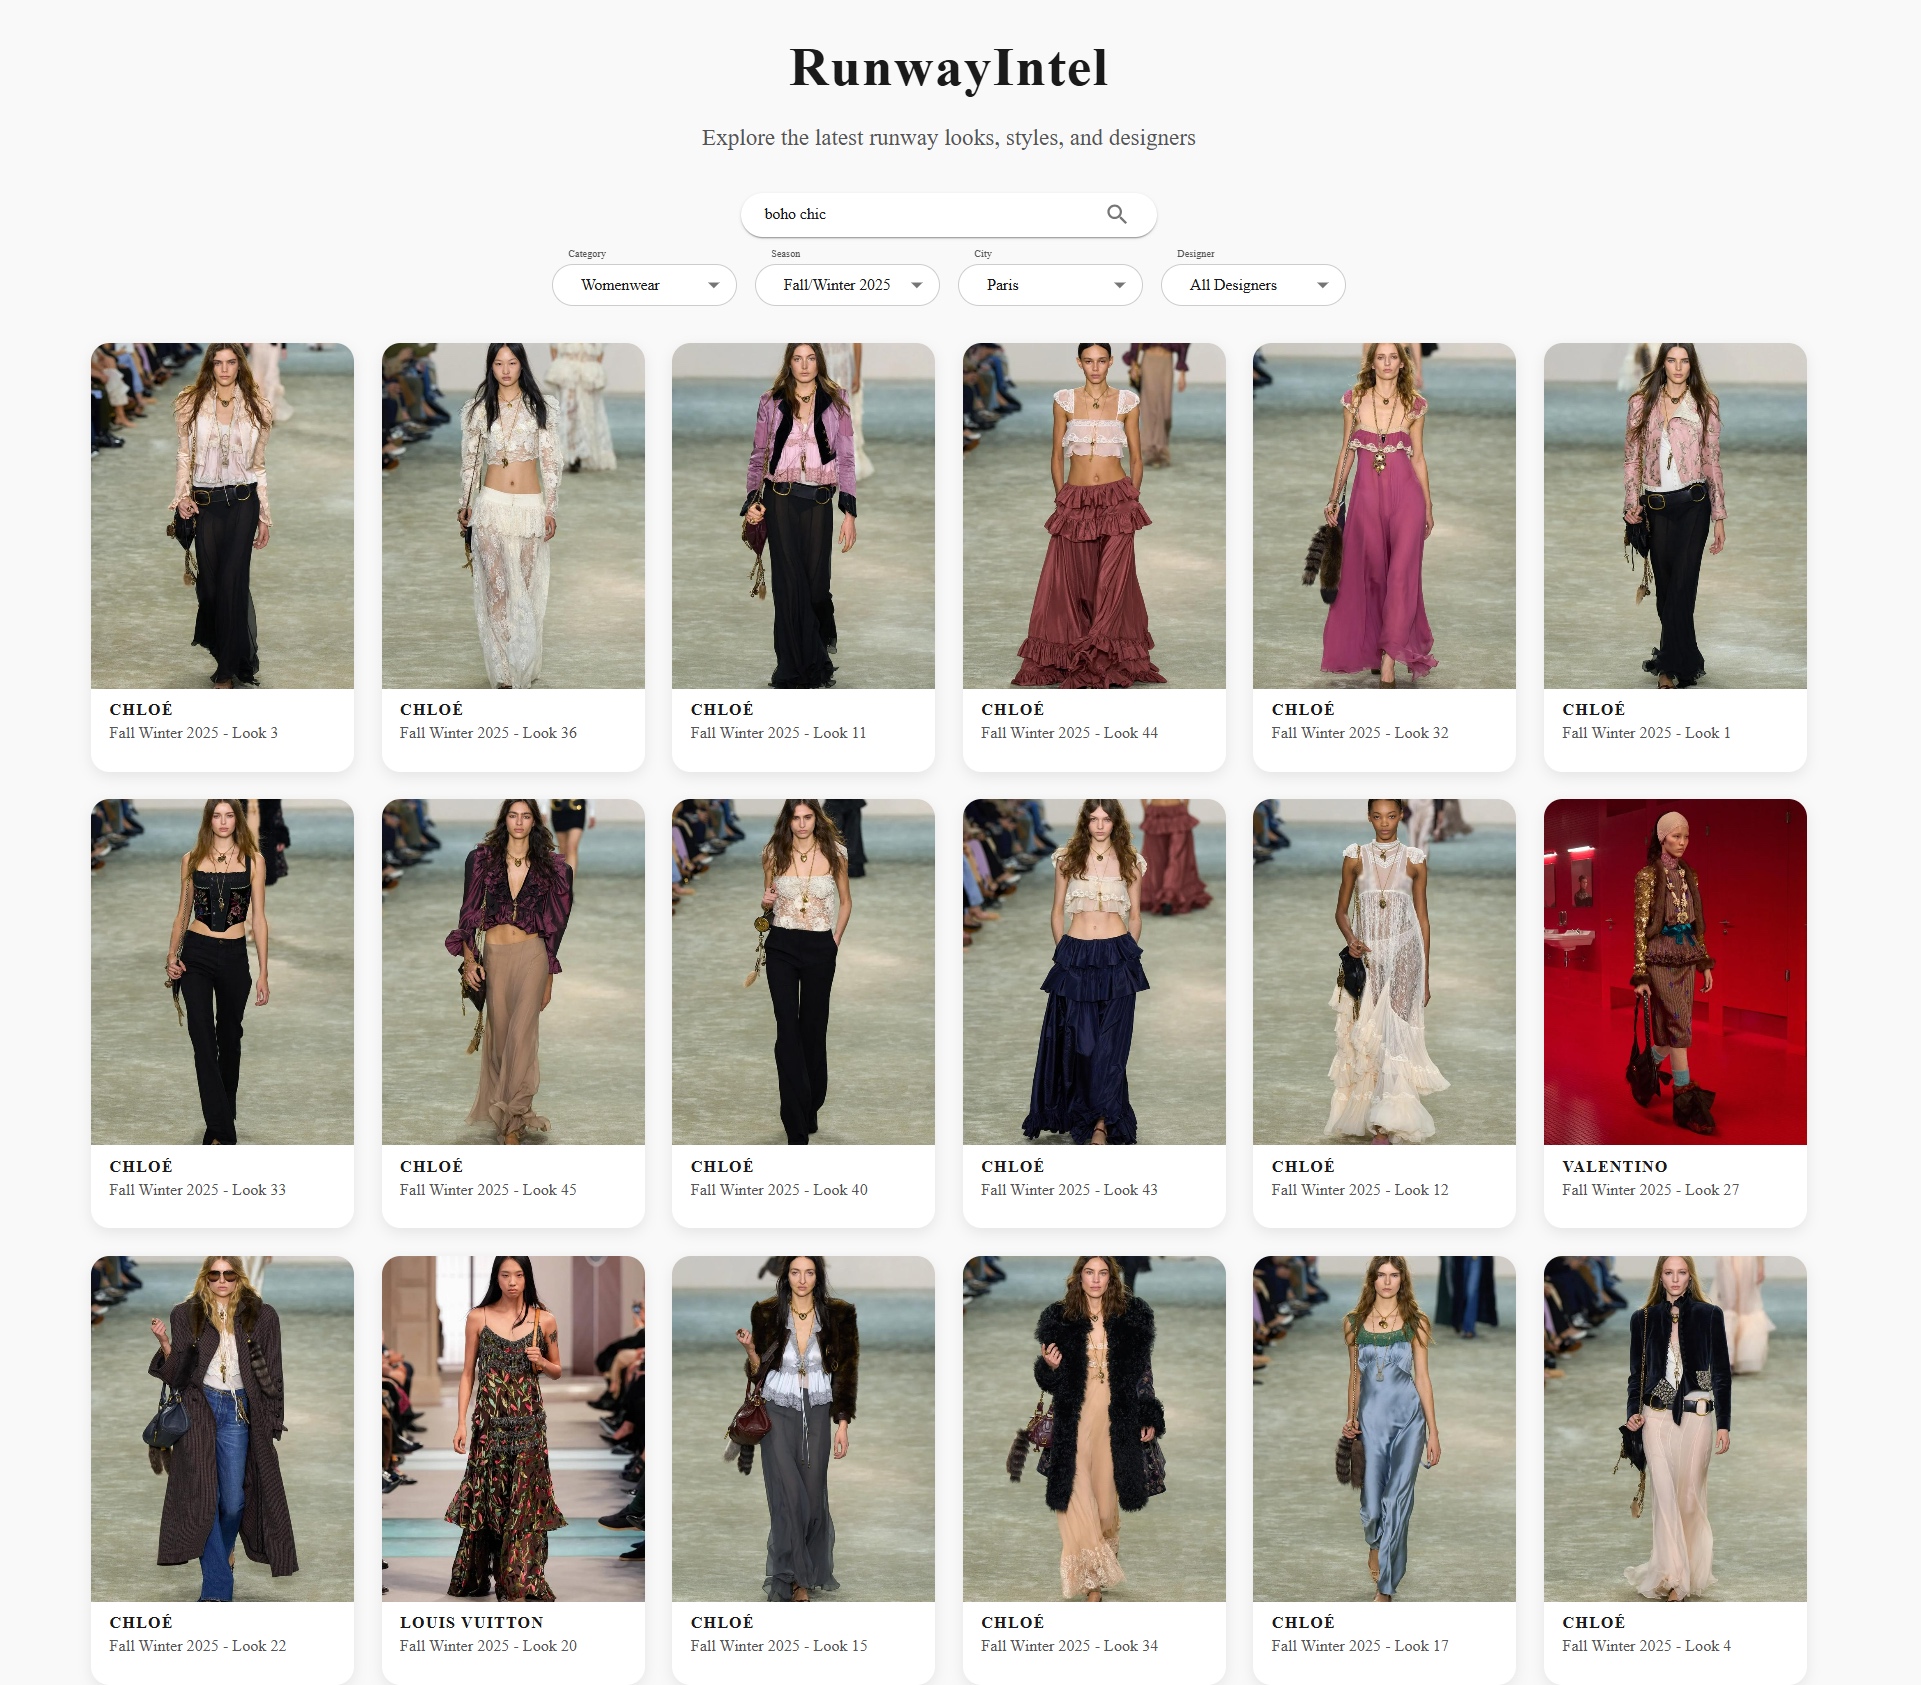 RunwayIntel
Explore the latest runway looks, styles, and designers
boho chic
Category
Season
City
Designer
Womenwear
Fall/Winter 2025
Paris
All Designers
CHLOÉ
Fall Winter 2025 - Look 3
CHLOÉ
Fall Winter 2025 - Look 36
CHLOÉ
Fall Winter 2025 - Look 11
CHLOÉ
Fall Winter 2025 - Look 44
CHLOÉ
Fall Winter 2025 - Look 32
CHLOÉ
Fall Winter 2025 - Look 1
CHLOÉ
Fall Winter 2025 - Look 33
CHLOÉ
Fall Winter 2025 - Look 45
CHLOÉ
Fall Winter 2025 - Look 40
CHLOÉ
Fall Winter 2025 - Look 43
CHLOÉ
Fall Winter 2025 - Look 12
VALENTINO
Fall Winter 2025 - Look 27
CHLOÉ
Fall Winter 2025 - Look 22
LOUIS VUITTON
Fall Winter 2025 - Look 20
CHLOÉ
Fall Winter 2025 - Look 15
CHLOÉ
Fall Winter 2025 - Look 34
CHLOÉ
Fall Winter 2025 - Look 17
CHLOÉ
Fall Winter 2025 - Look 4